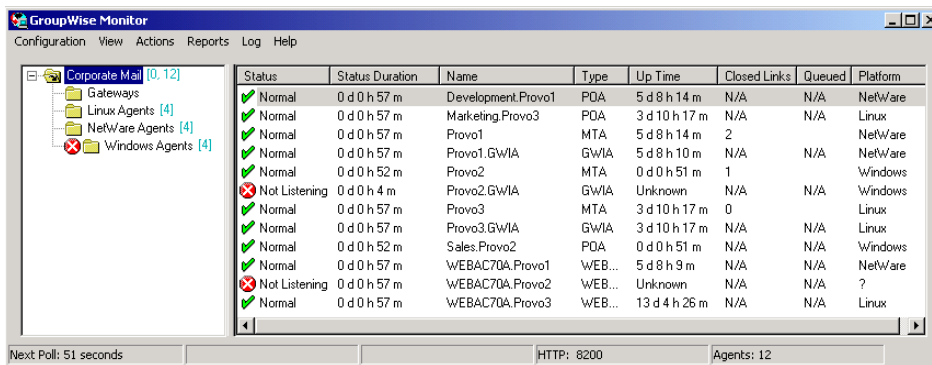 GroupWise Monitor
Configuration View Actions Reports Log Help
Corporate Mail [0, 12]
Gateways
Linux Agents [4]
NetWare Agents [4]
Windows Agents [4]
Status Status Duration Name Type Up Time Closed Links Queued Platform
Normal 0 d 0 h 57 m Development.Provo1 POA 5 d 8 h 14 m N/A N/A NetWare
Normal 0 d 0 h 57 m Marketing.Provo3 POA 3 d 10 h 17 m N/A N/A Linux
Normal 0 d 0 h 57 m Provo1 MTA 5 d 8 h 14 m 2 NetWare
Normal 0 d 0 h 57 m Provo1.GWIA GWIA 5 d 8 h 10 m N/A N/A NetWare
Normal 0 d 0 h 52 m Provo2 MTA 0 d 0 h 51 m 1 Windows
Not Listening 0 d 0 h 4 m Provo2.GWIA GWIA Unknown N/A N/A Windows
Normal 0 d 0 h 57 m Provo3 MTA 3 d 10 h 17 m 0 Linux
Normal 0 d 0 h 57 m Provo3.GWIA GWIA 3 d 10 h 17 m N/A N/A Linux
Normal 0 d 0 h 52 m Sales.Provo2 POA 0 d 0 h 51 m N/A N/A Windows
Normal 0 d 0 h 57 m WEBAC70A.Provo1 WEB... 5 d 8 h 9 m N/A N/A NetWare
Not Listening 0 d 0 h 57 m WEBAC70A.Provo2 WEB... Unknown N/A N/A ?
Normal 0 d 0 h 57 m WEBAC70A.Provo3 WEB... 13 d 4 h 26 m N/A N/A Linux
Next Poll: 51 seconds HTTP: 8200 Agents: 12